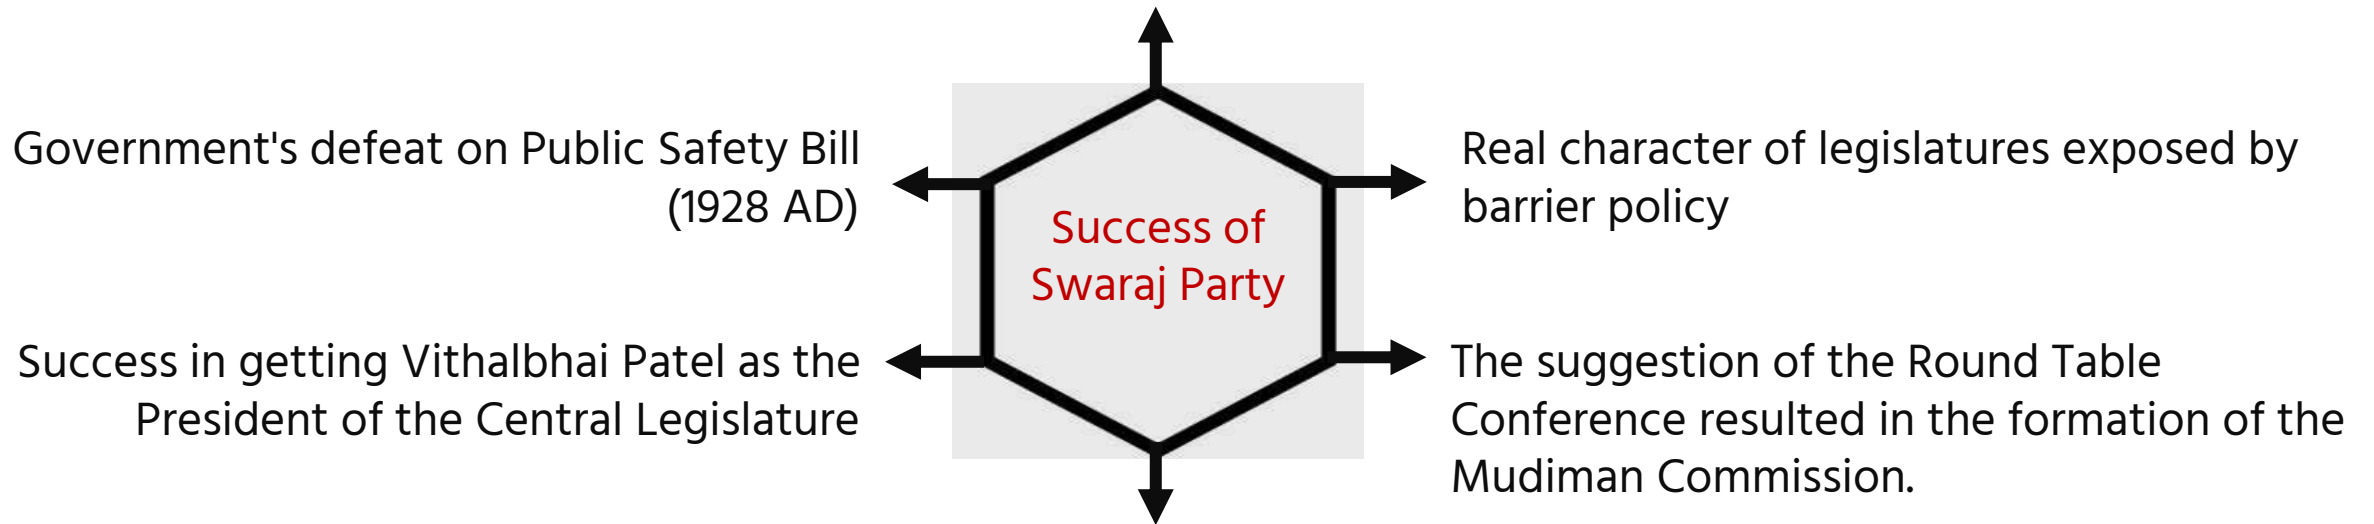 Government's defeat on Public Safety Bill
(1928 AD)
Success in getting Vithalbhai Patel as the
President of the Central Legislature
Success of
Swaraj Party
Real character of legislatures exposed by
barrier policy
The suggestion of the Round Table
Conference resulted in the formation of the
Mudiman Commission.